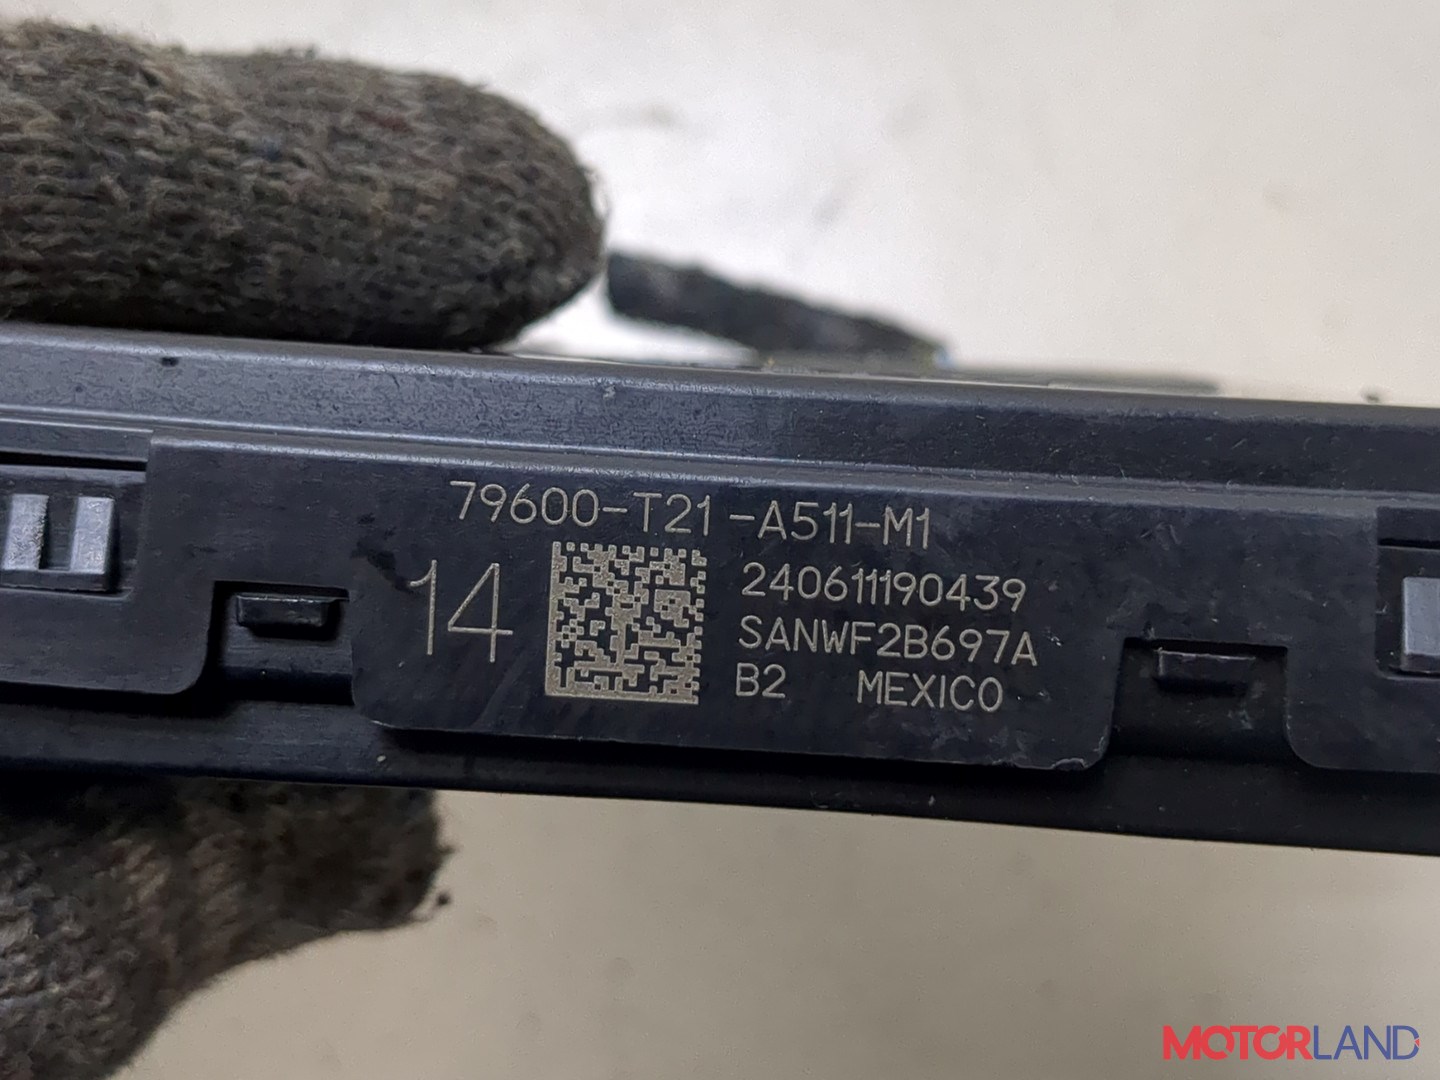 79600-T21-A511-M1
14
240611190439
SANWF2B697A
B2 MEXICO
MOTORLAND